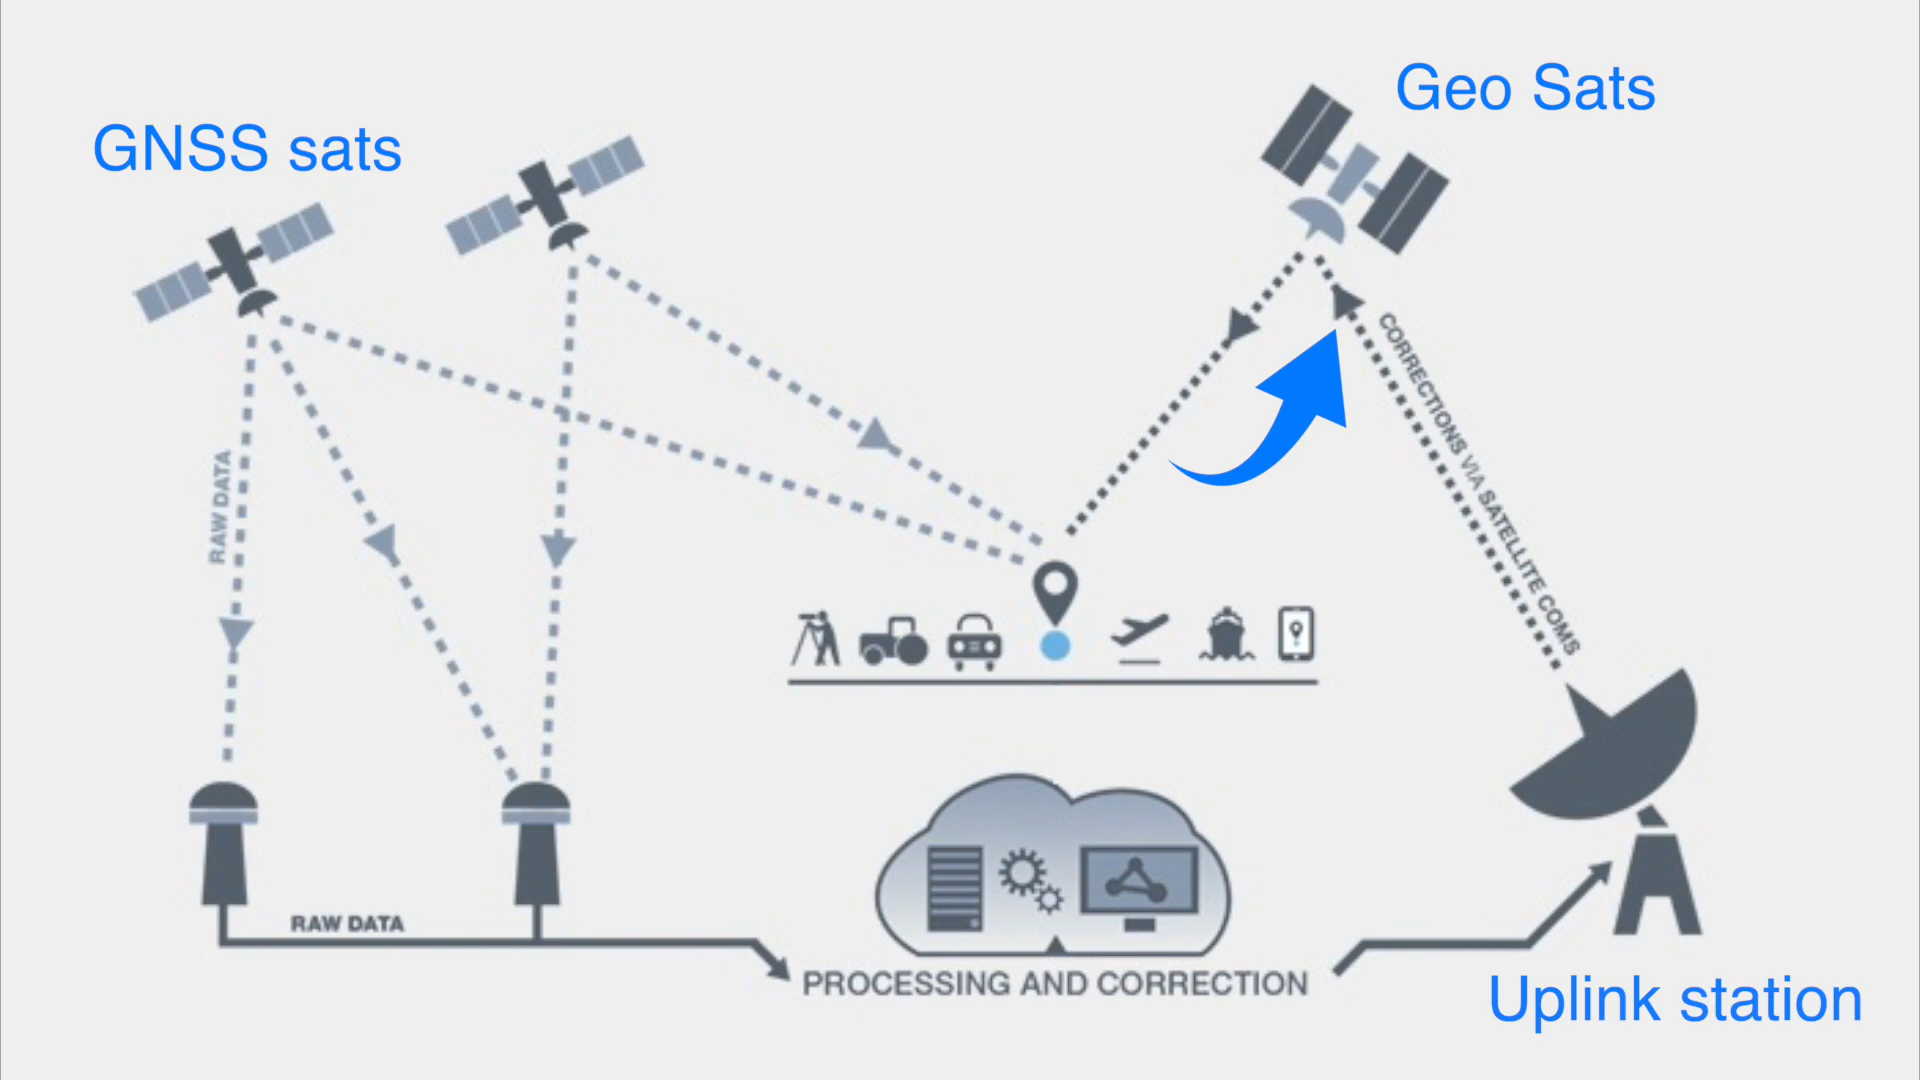 Geo Sats
GNSS sats
CORRECTIONS VIA SATELLITE COMS
RAW DATA
RAW DATA
PROCESSING AND CORRECTION
Uplink station